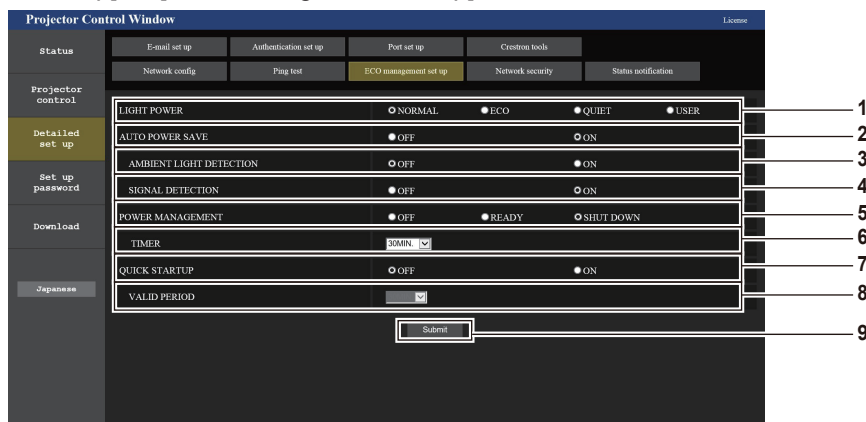 Projector Control Window License
Status
E-mail set up Authentication set up Port set up Crestron tools
Network config Ping test ECO management set up Network security Status notification
Projector
control
LIGHT POWER NORMAL ECO QUIET USER 1
Detailed
set up
AUTO POWER SAVE OFF ON 2
AMBIENT LIGHT DETECTION OFF ON 3
Set up
password
SIGNAL DETECTION OFF ON 4
POWER MANAGEMENT OFF READY SHUT DOWN 5
Download
TIMER 30MIN. 6
QUICK STARTUP OFF ON 7
Japanese
VALID PERIOD 8
Submit 9